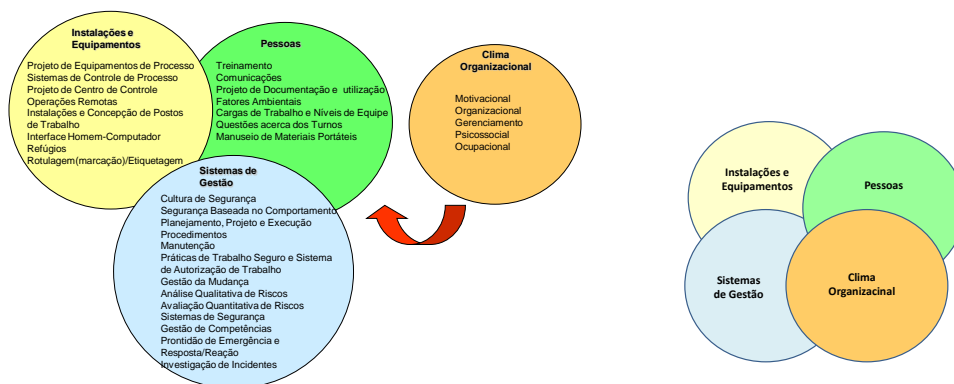 Instalações e
Equipamentos
Projeto de Equipamentos de Processo
Sistemas de Controle de Processo
Projeto de Centro de Controle
Operações Remotas
Instalações e Concepção de Postos
de Trabalho
Interface Homem-Computador
Refúgios
Rotulagem(marcação)/Etiquetagem
Pessoas
Treinamento
Comunicações
Projeto de Documentação e utilização
Fatores Ambientais
Cargas de Trabalho e Níveis de Equipe
Questões acerca dos Turnos
Manuseio de Materiais Portáteis
Clima
Organizacional
Motivacional
Organizacional
Gerenciamento
Psicossocial
Ocupacional
Sistemas de
Gestão
Cultura de Segurança
Segurança Baseada no Comportamento
Planejamento, Projeto e Execução
Procedimentos
Manutenção
Práticas de Trabalho Seguro e Sistema
de Autorização de Trabalho
Gestão da Mudança
Análise Qualitativa de Riscos
Avaliação Quantitativa de Riscos
Sistemas de Segurança
Gestão de Competências
Prontidão de Emergência e
Resposta/Reação
Investigação de Incidentes
Instalações e
Equipamentos
Pessoas
Sistemas
de Gestão
Clima
Organizacinal